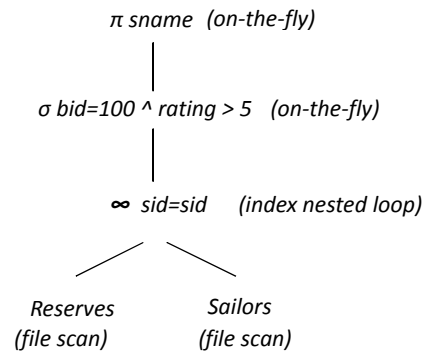 π sname (on-the-fly)
σ bid=100 ^ rating > 5 (on-the-fly)
∞ sid=sid (index nested loop)
Reserves Sailors
(file scan) (file scan)